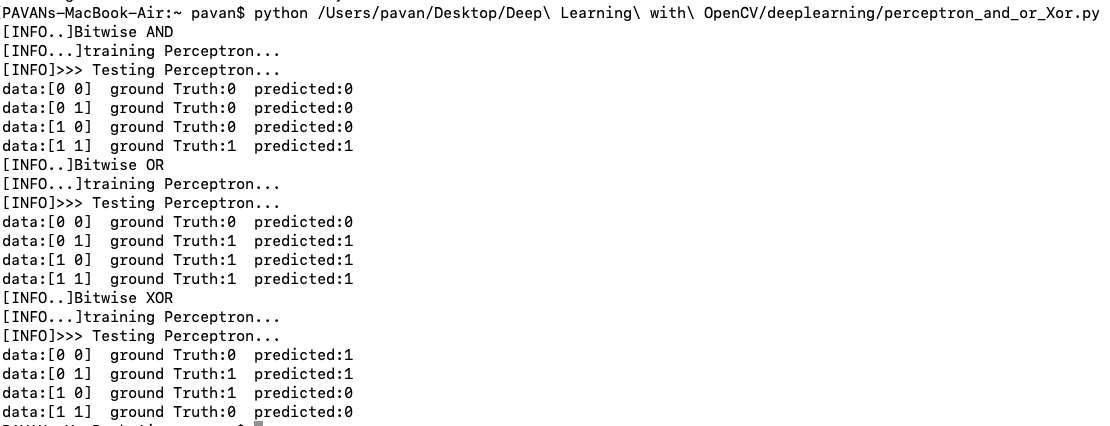 PAVANs-MacBook-Air:~ pavan$ python /Users/pavan/Desktop/Deep\ Learning\ with\ OpenCV/deeplearning/perceptron_and_or_Xor.py
[INFO..]Bitwise AND
[INFO...]training Perceptron...
[INFO]>>> Testing Perceptron...
data:[0 0]  ground Truth:0  predicted:0
data:[0 1]  ground Truth:0  predicted:0
data:[1 0]  ground Truth:0  predicted:0
data:[1 1]  ground Truth:1  predicted:1
[INFO..]Bitwise OR
[INFO...]training Perceptron...
[INFO]>>> Testing Perceptron...
data:[0 0]  ground Truth:0  predicted:0
data:[0 1]  ground Truth:1  predicted:1
data:[1 0]  ground Truth:1  predicted:1
data:[1 1]  ground Truth:1  predicted:1
[INFO..]Bitwise XOR
[INFO...]training Perceptron...
[INFO]>>> Testing Perceptron...
data:[0 0]  ground Truth:0  predicted:1
data:[0 1]  ground Truth:1  predicted:1
data:[1 0]  ground Truth:1  predicted:0
data:[1 1]  ground Truth:0  predicted:0